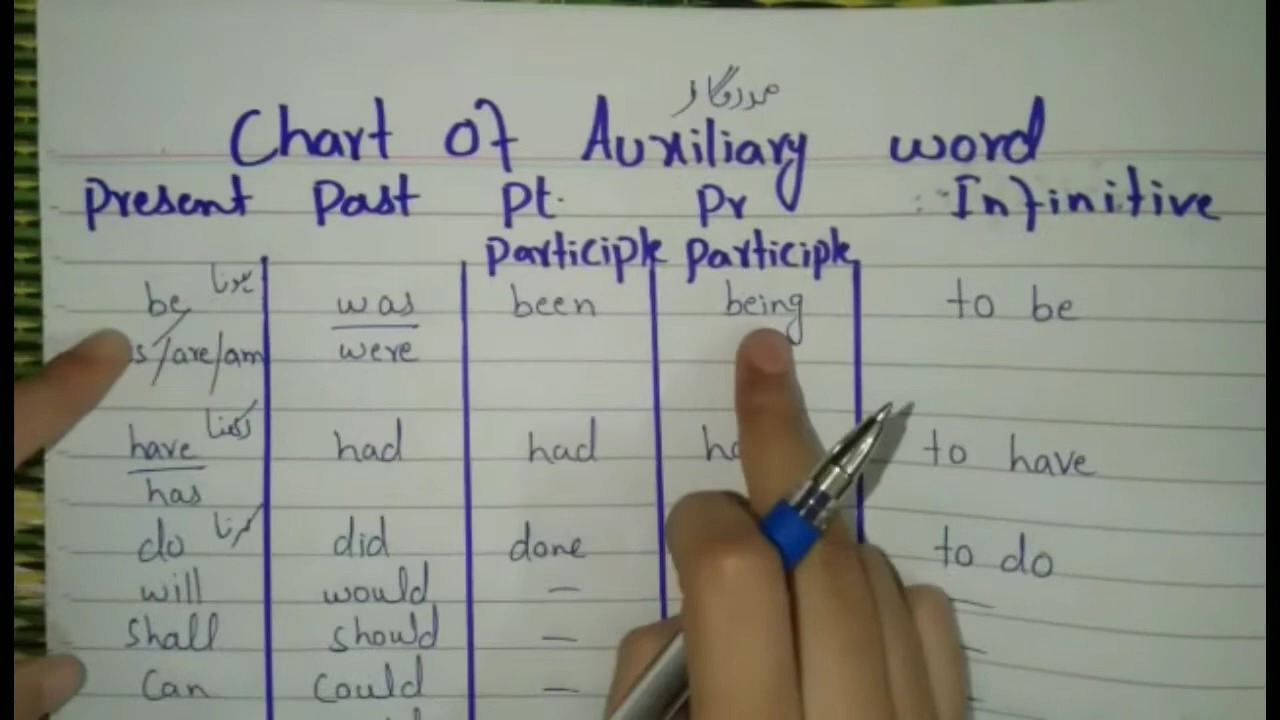 مددگار
Chart of Auxiliary word
Present Past Pt. Pr Infinitive
Participle Participle
be ہونا was been being to be
is/are/am were
have رکھنا had had to have
has
do کرنا did done to do
will would —
shall should —
Can Could —